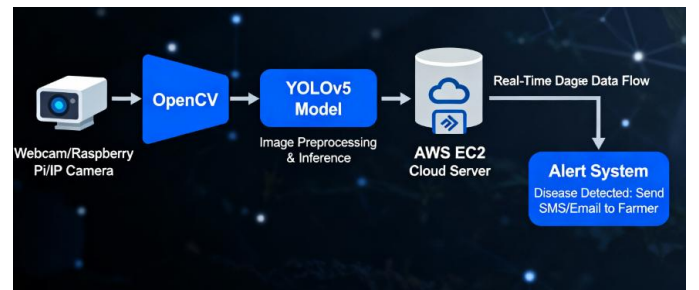 Webcam/Raspberry
Pi/IP Camera
OpenCV
YOLOv5
Model
Image Preprocessing
& Inference
AWS EC2
Cloud Server
Real-Time Dagse Data Flow
Alert System
Disease Detected: Send
SMS/Email to Farmer